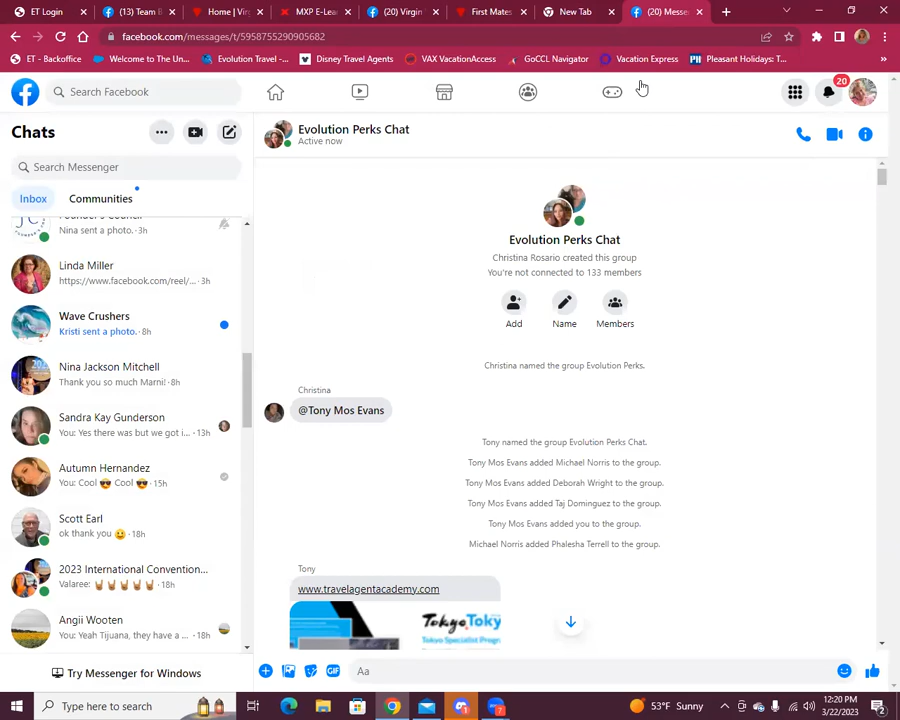 ET Login
(13) Team B
Home | Virg
MXP E-Lea
(20) Virgin
First Mates
New Tab
(20) Messe
facebook.com/messages/t/5958755290905682
ET - Backoffice
Welcome to The Un...
Evolution Travel -...
Disney Travel Agents
VAX VacationAccess
GoCCL Navigator
Vacation Express
Pleasant Holidays: T...
Search Facebook
20
Chats
Evolution Perks Chat
Active now
Search Messenger
Inbox
Communities
Founder's Council
Nina sent a photo. · 3h
Linda Miller
https://www.facebook.com/reel/... · 3h
Wave Crushers
Kristi sent a photo. · 8h
Nina Jackson Mitchell
Thank you so much Marni! · 8h
Sandra Kay Gunderson
You: Yes there was but we got i... · 13h
Autumn Hernandez
You: Cool 😎 Cool 😎 · 15h
Scott Earl
ok thank you 😃 · 18h
2023 International Convention...
Valaree: 🤘🏽🤘🏽🤘🏽🤘🏽🤘🏽 · 18h
Angii Wooten
You: Yeah Tijuana, they have a ... · 18h
Try Messenger for Windows
Evolution Perks Chat
Christina Rosario created this group
You're not connected to 133 members
Add
Name
Members
Christina named the group Evolution Perks.
Christina
@Tony Mos Evans
Tony named the group Evolution Perks Chat.
Tony Mos Evans added Michael Norris to the group.
Tony Mos Evans added Deborah Wright to the group.
Tony Mos Evans added Taj Dominguez to the group.
Tony Mos Evans added you to the group.
Michael Norris added Phalesha Terrell to the group.
Tony
www.travelagentacademy.com
Tokyo Toky
Tokyo Specialist Progr
GIF
Aa
Type here to search
53°F Sunny
12:20 PM
3/22/2023
2